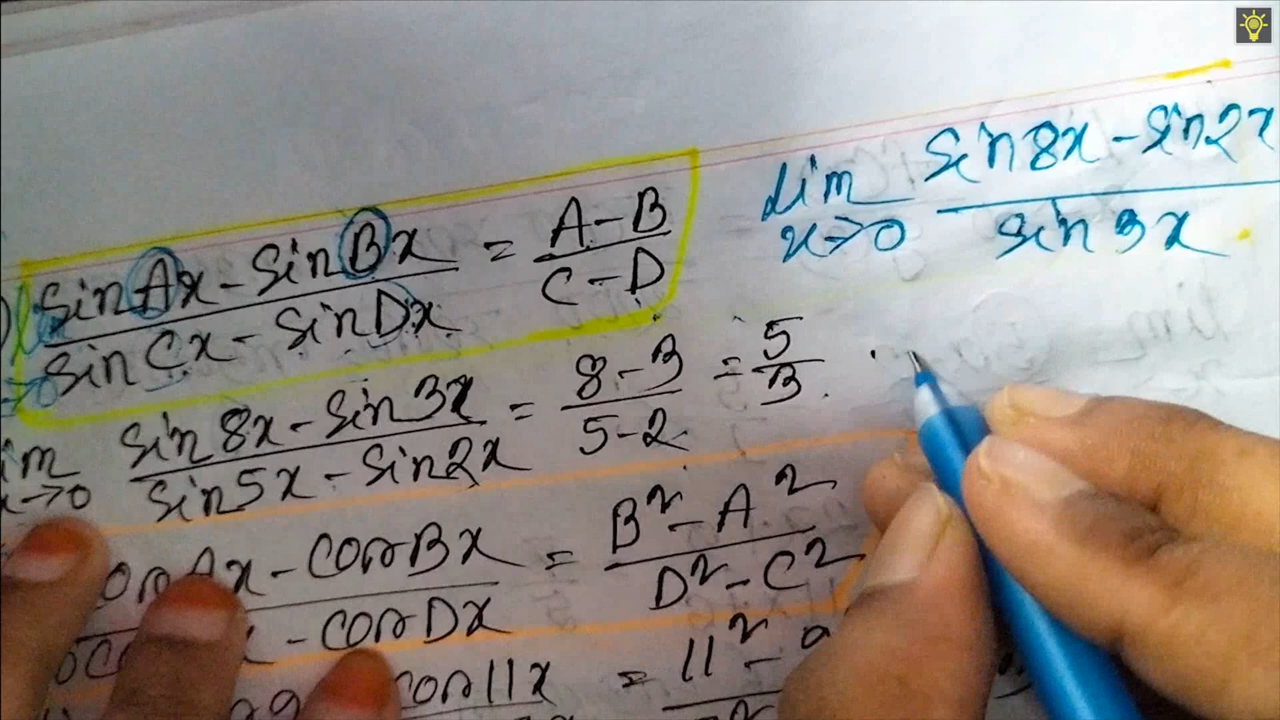 lim x→0 (sin8x - sin2x)/(sin3x)
(sinAx - SinBx)/(sinCx - sinDx) = (A-B)/(C-D)
lim x→0 (sin8x - sin3x)/(sin5x - sin2x) = (8-3)/(5-2) = 5/3.
- cosBx = (B² - A²)/(D² - C²)
- cosDx
cos11x = 11² -